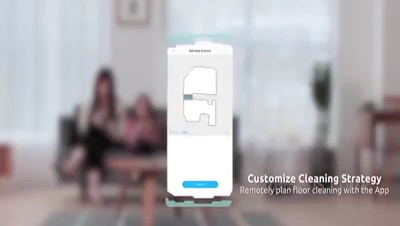 Customize Cleaning Strategy
Remotely plan floor cleaning with the App